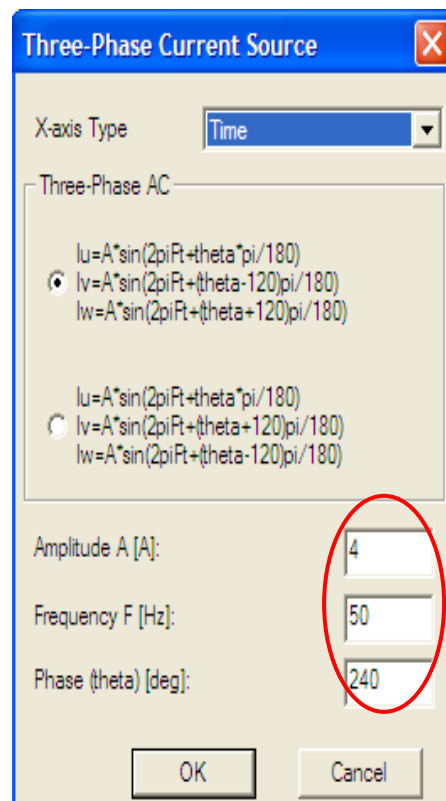 Three-Phase Current Source
X-axis Type Time
Three-Phase AC
Iu=A*sin(2piFt+theta*pi/180)
Iv=A*sin(2piFt+(theta-120)pi/180)
Iw=A*sin(2piFt+(theta+120)pi/180)
Iu=A*sin(2piFt+theta*pi/180)
Iv=A*sin(2piFt+(theta+120)pi/180)
Iw=A*sin(2piFt+(theta-120)pi/180)
Amplitude A [A]: 4
Frequency F [Hz]: 50
Phase (theta) [deg]: 240
OK Cancel